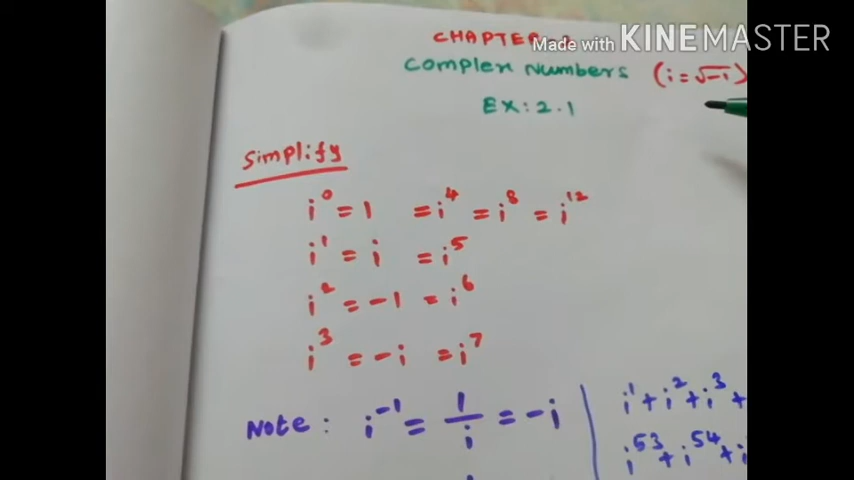 CHAPTER
Made with KINEMASTER
Complex Numbers (i = √-1)
EX: 2.1
Simplify
i⁰ = 1 = i⁴ = i⁸ = i¹²
i¹ = i = i⁵
i² = -1 = i⁶
i³ = -i = i⁷
Note: i⁻¹ = 1/i = -i
i¹ + i² + i³ +
i⁵³ + i⁵⁴ + i